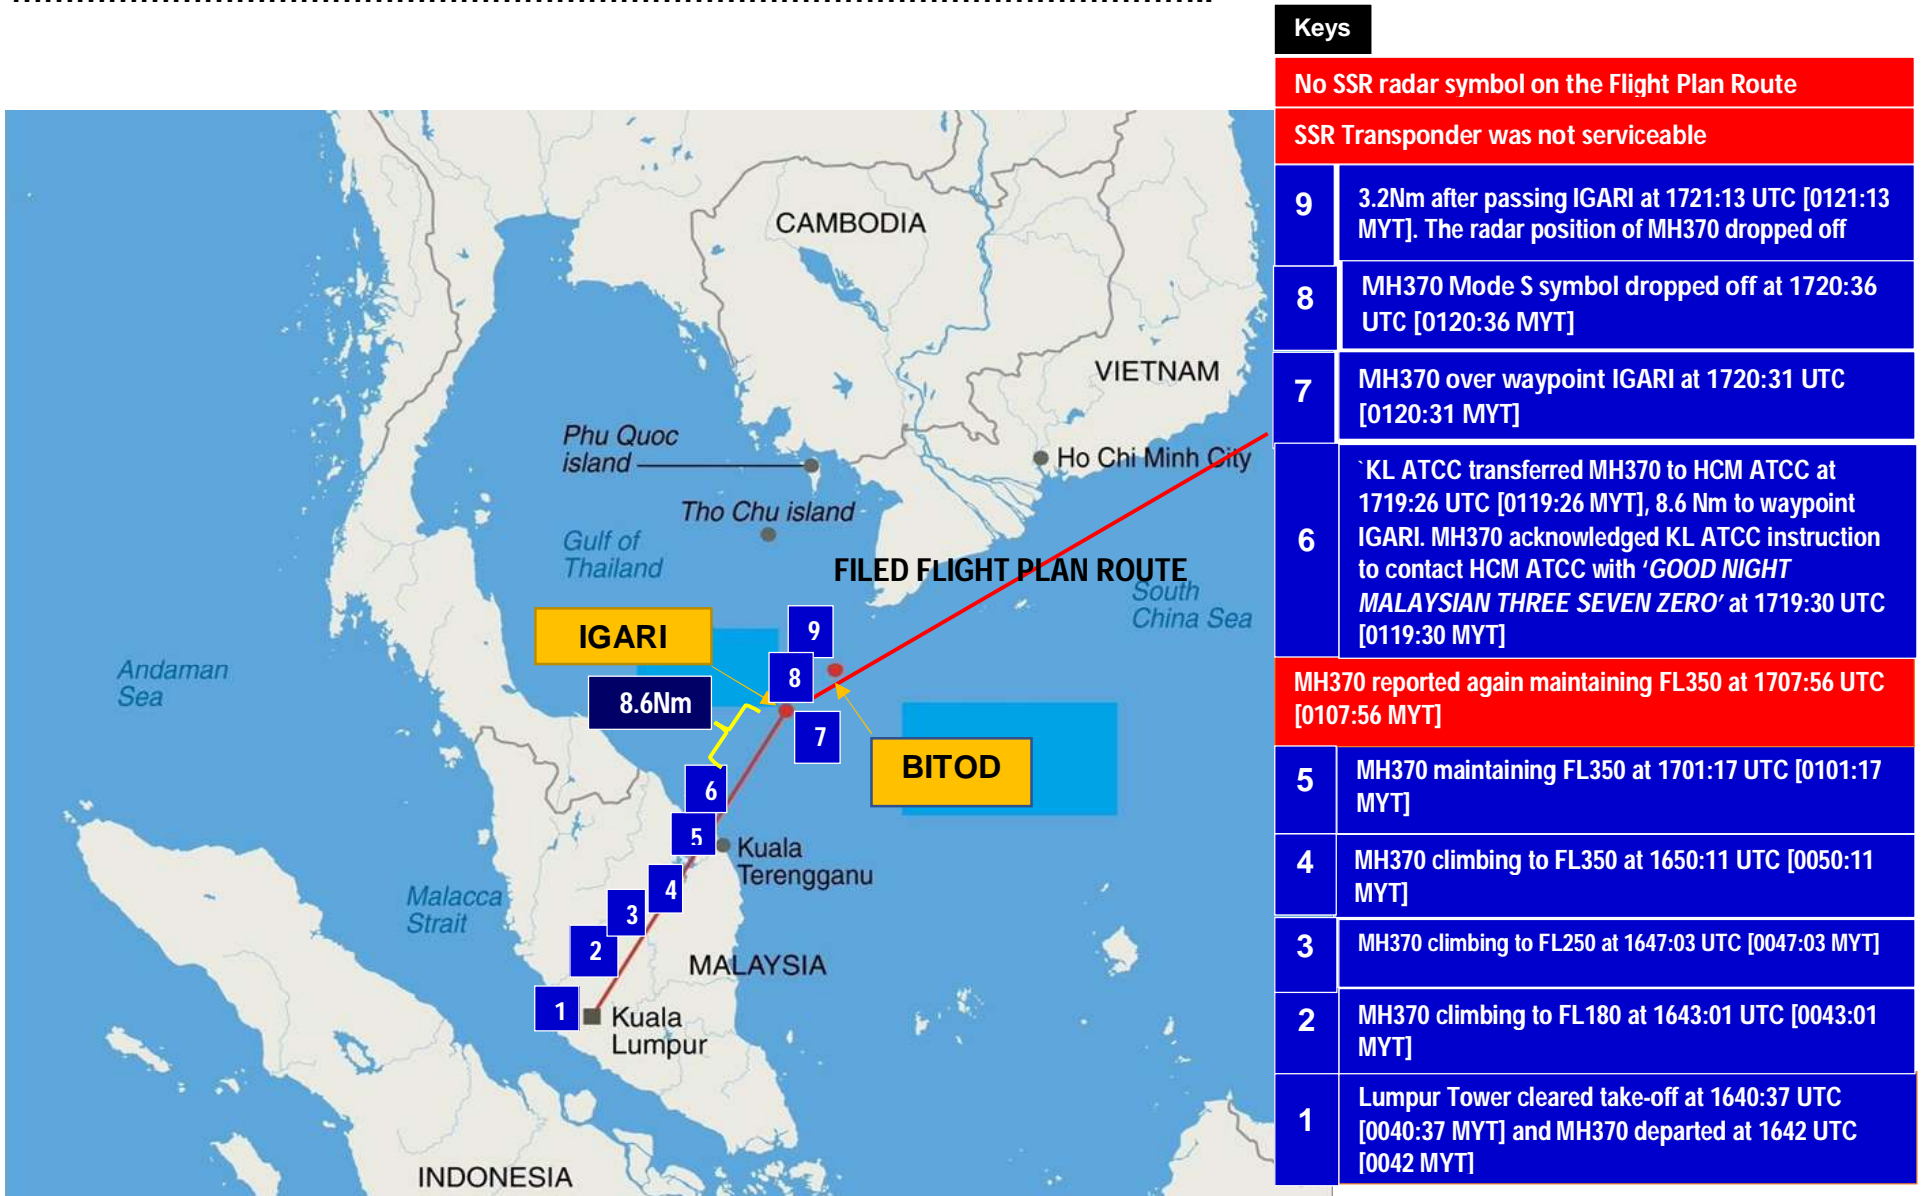 Keys
No SSR radar symbol on the Flight Plan Route
SSR Transponder was not serviceable
9
3.2Nm after passing IGARI at 1721:13 UTC [0121:13
MYT]. The radar position of MH370 dropped off
8
MH370 Mode S symbol dropped off at 1720:36
UTC [0120:36 MYT]
7
MH370 over waypoint IGARI at 1720:31 UTC
[0120:31 MYT]
6
`KL ATCC transferred MH370 to HCM ATCC at
1719:26 UTC [0119:26 MYT], 8.6 Nm to waypoint
IGARI. MH370 acknowledged KL ATCC instruction
to contact HCM ATCC with ‘GOOD NIGHT
MALAYSIAN THREE SEVEN ZERO’ at 1719:30 UTC
[0119:30 MYT]
MH370 reported again maintaining FL350 at 1707:56 UTC
[0107:56 MYT]
5
MH370 maintaining FL350 at 1701:17 UTC [0101:17
MYT]
4
MH370 climbing to FL350 at 1650:11 UTC [0050:11
MYT]
3
MH370 climbing to FL250 at 1647:03 UTC [0047:03 MYT]
2
MH370 climbing to FL180 at 1643:01 UTC [0043:01
MYT]
1
Lumpur Tower cleared take-off at 1640:37 UTC
[0040:37 MYT] and MH370 departed at 1642 UTC
[0042 MYT]
CAMBODIA
VIETNAM
Phu Quoc
island
Ho Chi Minh City
Tho Chu island
Gulf of
Thailand
FILED FLIGHT PLAN ROUTE
South
China Sea
IGARI
9
8
Andaman
Sea
8.6Nm
7
BITOD
6
5
Kuala
Terengganu
4
Malacca
Strait
3
2
MALAYSIA
1
Kuala
Lumpur
INDONESIA